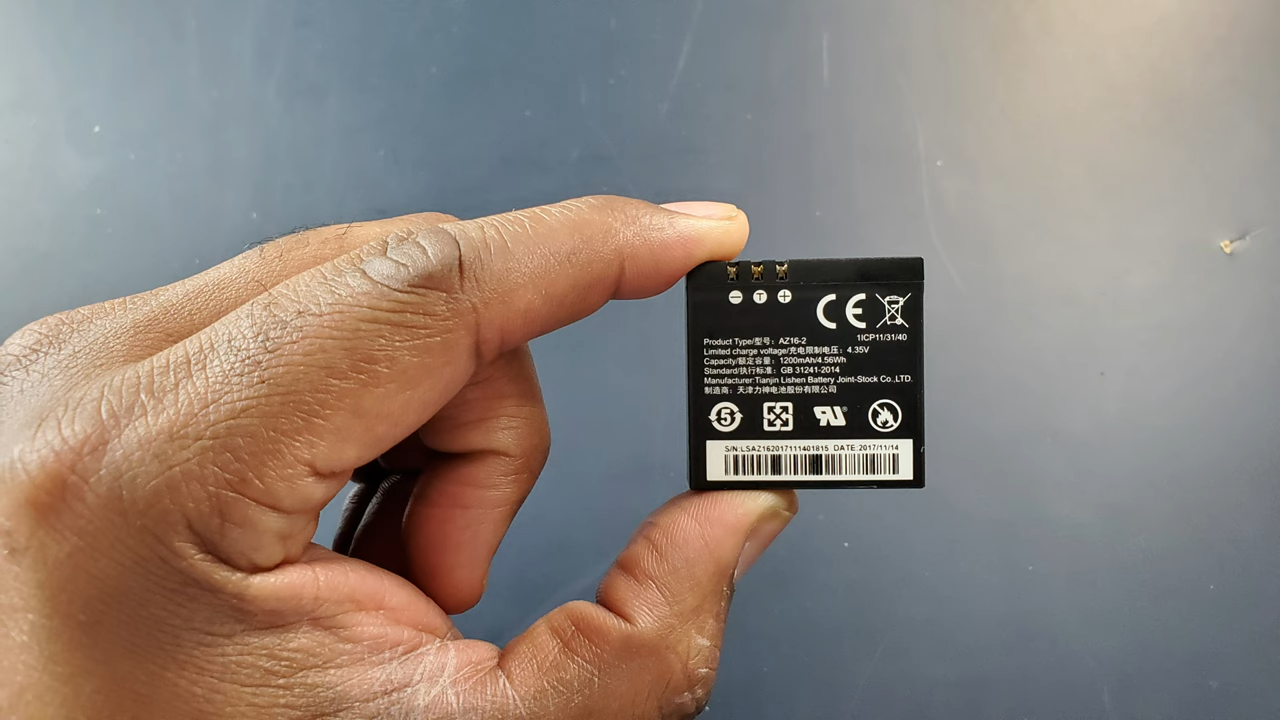 − T +
CE
1ICP11/31/40
Product Type/型号: AZ16-2
Limited charge voltage/充电限制电压: 4.35V
Capacity/额定容量: 1200mAh/4.56Wh
Standard/执行标准: GB 31241-2014
Manufacturer:Tianjin Lishen Battery Joint-Stock Co.,LTD.
制造商: 天津力神电池股份有限公司
5 RU®
S/N:LSAZ162017111401815 DATE:2017/11/14